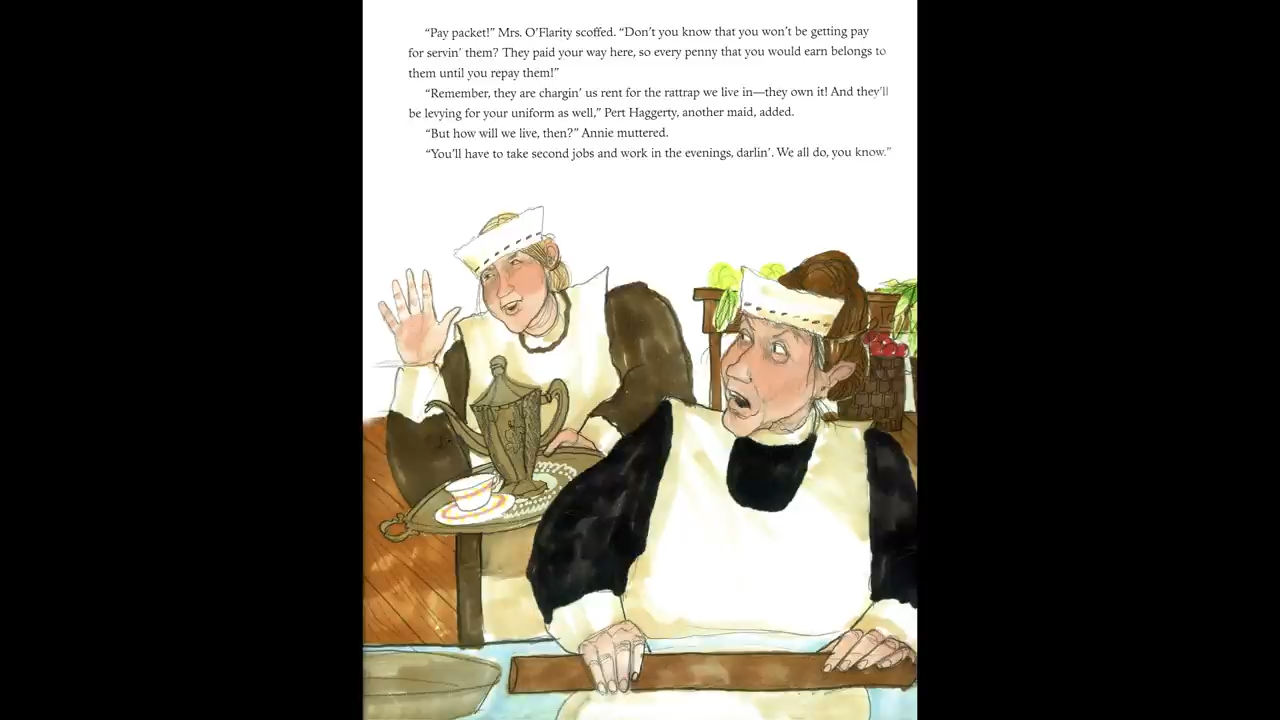 “Pay packet!” Mrs. O’Flarity scoffed. “Don’t you know that you won’t be getting pay
for servin’ them? They paid your way here, so every penny that you would earn belongs to
them until you repay them!”
“Remember, they are chargin’ us rent for the rattrap we live in—they own it! And they’ll
be levying for your uniform as well,” Pert Haggerty, another maid, added.
“But how will we live, then?” Annie muttered.
“You’ll have to take second jobs and work in the evenings, darlin’. We all do, you know.”